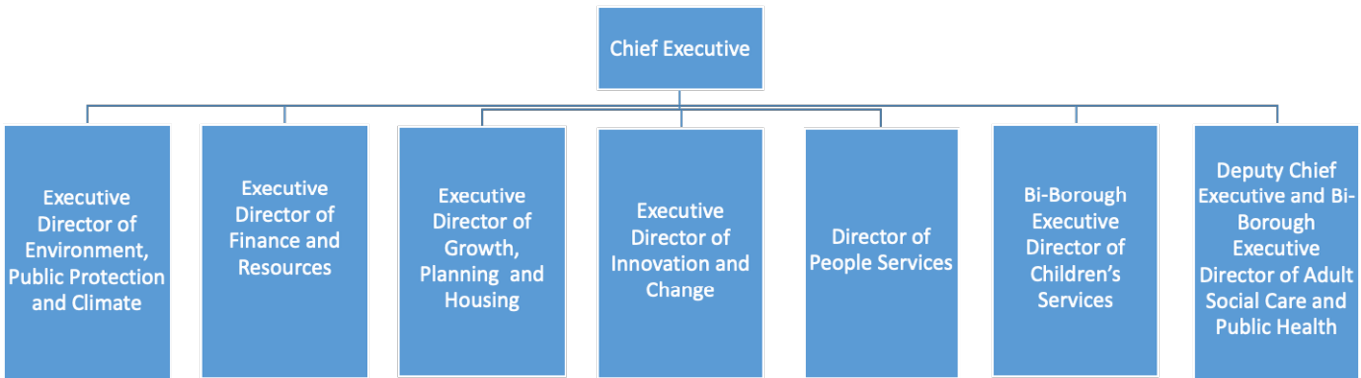 Chief Executive
Executive
Director of
Environment,
Public Protection
and Climate
Executive
Director of
Finance and
Resources
Executive
Director of
Growth,
Planning and
Housing
Executive
Director of
Innovation and
Change
Director of
People Services
Bi-Borough
Executive
Director of
Children’s
Services
Deputy Chief
Executive and Bi-
Borough
Executive
Director of Adult
Social Care and
Public Health